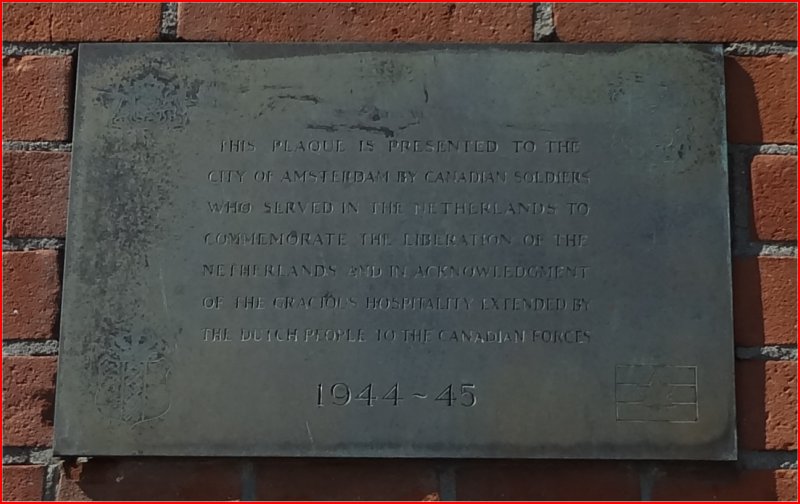 THIS PLAQUE IS PRESENTED TO THE
CITY OF AMSTERDAM BY CANADIAN SOLDIERS
WHO SERVED IN THE NETHERLANDS TO
COMMEMORATE THE LIBERATION OF THE
NETHERLANDS AND IN ACKNOWLEDGMENT
OF THE GRACIOUS HOSPITALITY EXTENDED BY
THE DUTCH PEOPLE TO THE CANADIAN FORCES
1944~45